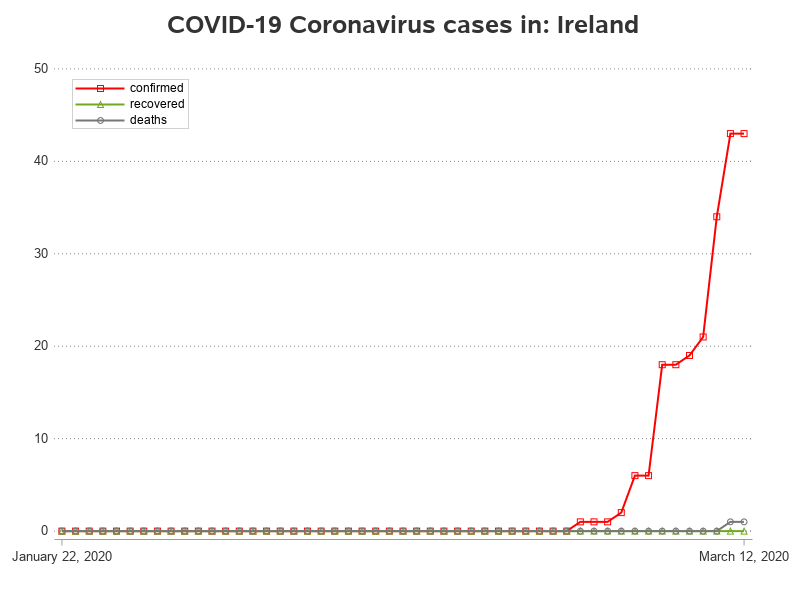 COVID-19 Coronavirus cases in: Ireland
50
confirmed
recovered
deaths
40
30
20
10
0
January 22, 2020
March 12, 2020